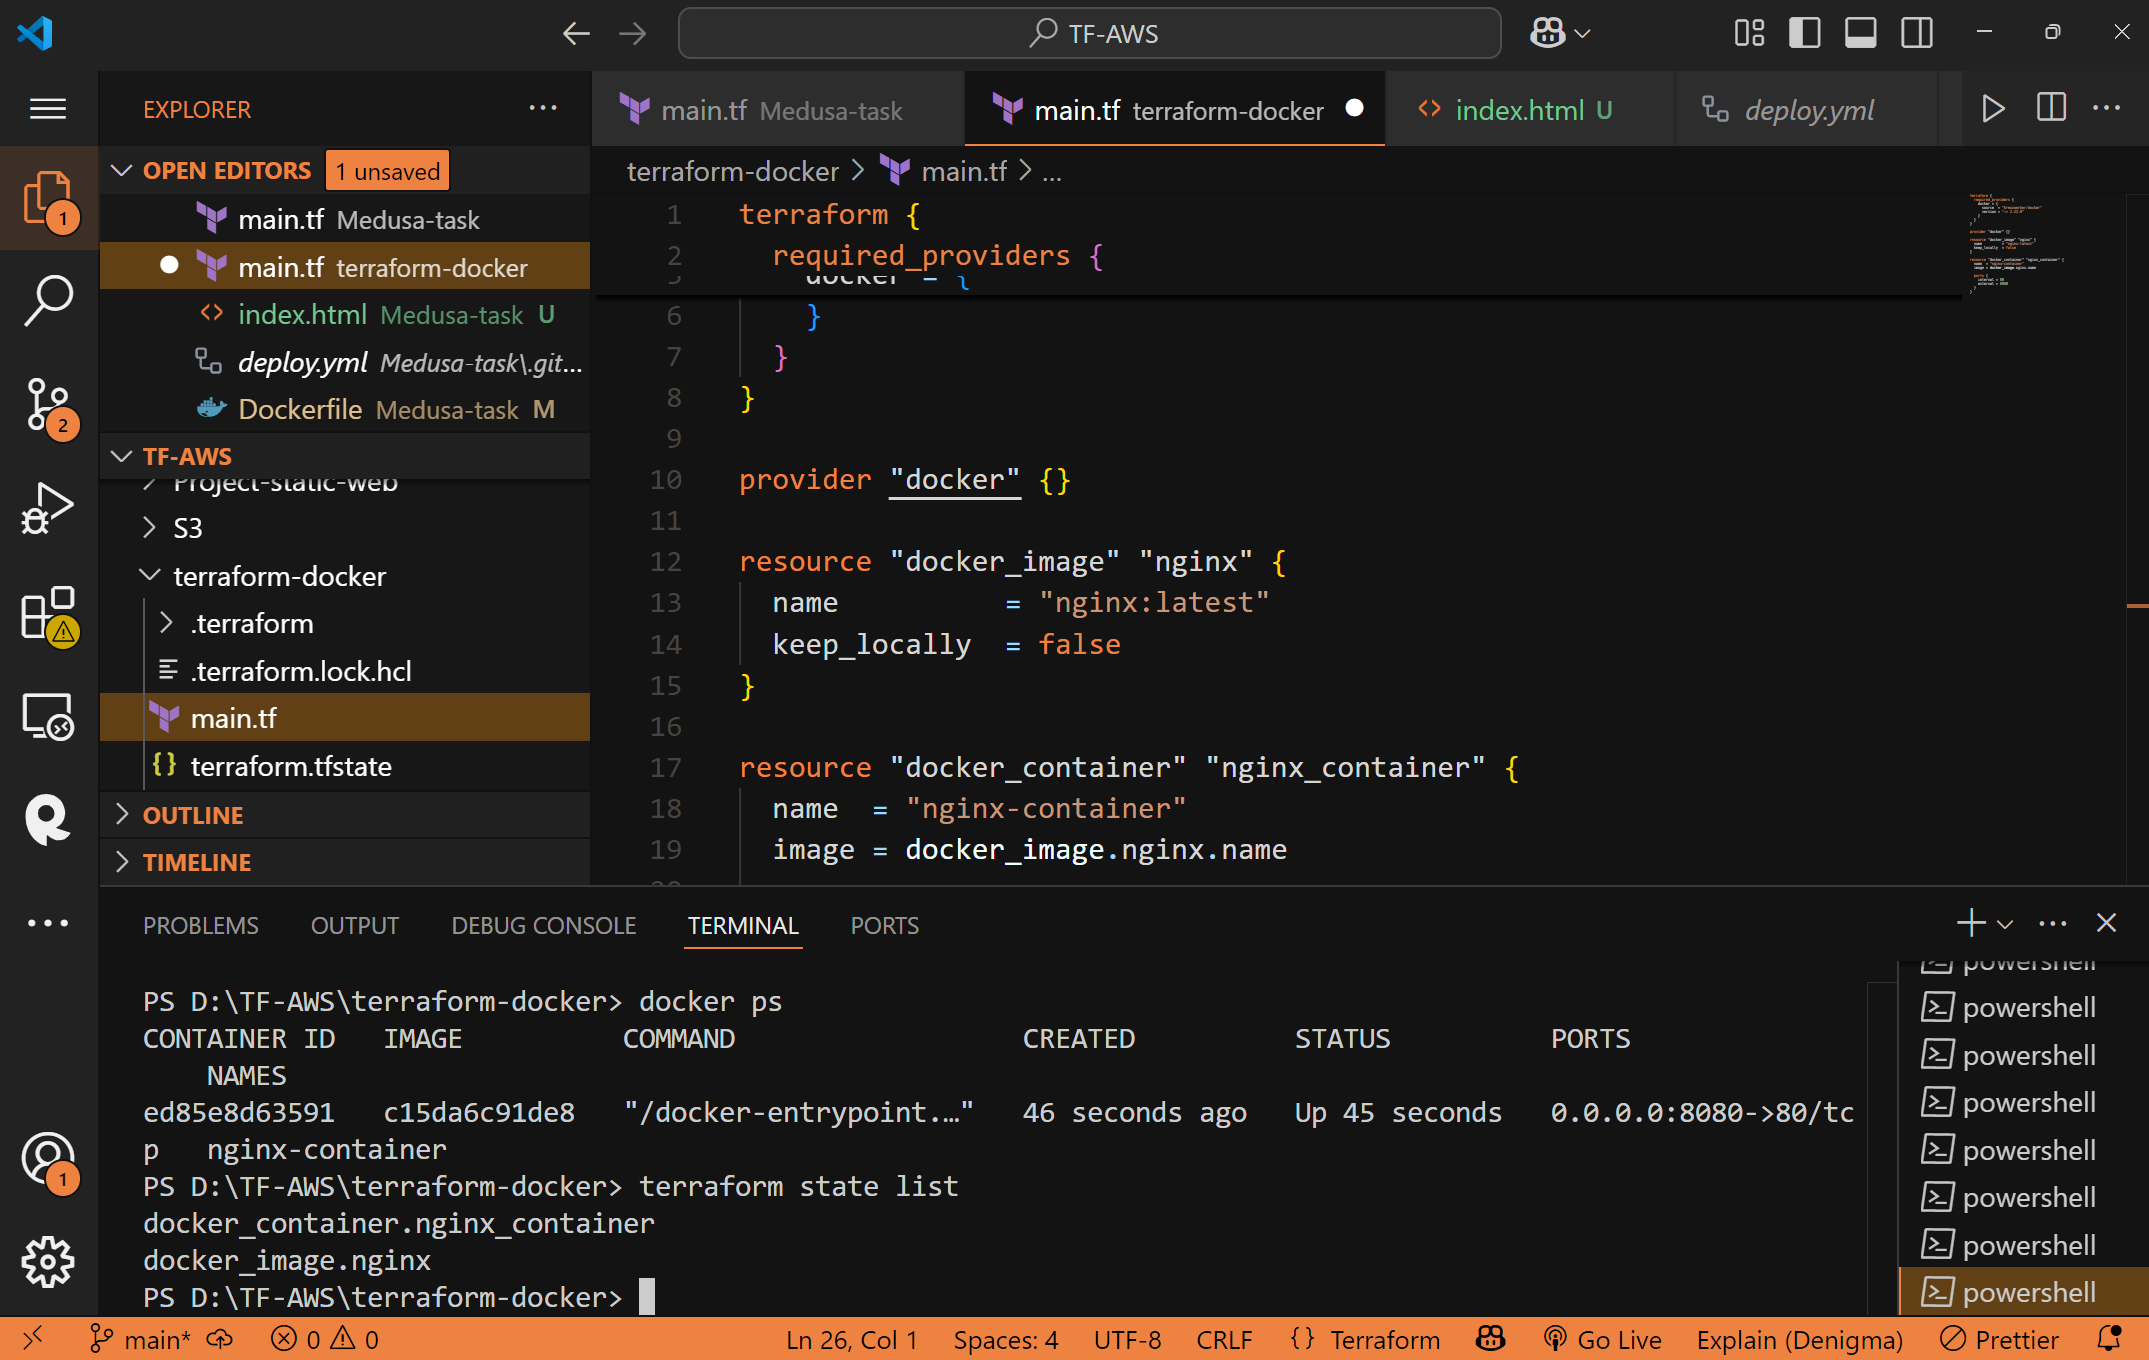 TF-AWS
EXPLORER
main.tf Medusa-task
main.tf terraform-docker
index.html U
deploy.yml
OPEN EDITORS 1 unsaved
main.tf Medusa-task
main.tf terraform-docker
index.html Medusa-task U
deploy.yml Medusa-task\.git...
Dockerfile Medusa-task M
TF-AWS
Project-static-web
S3
terraform-docker
.terraform
.terraform.lock.hcl
main.tf
{} terraform.tfstate
OUTLINE
TIMELINE
1
2
1
terraform-docker > main.tf > ...
1 terraform {
2 required_providers {
docker = {
6 }
7 }
8 }
9
10 provider "docker" {}
11
12 resource "docker_image" "nginx" {
13 name = "nginx:latest"
14 keep_locally = false
15 }
16
17 resource "docker_container" "nginx_container" {
18 name = "nginx-container"
19 image = docker_image.nginx.name
PROBLEMS OUTPUT DEBUG CONSOLE TERMINAL PORTS
PS D:\TF-AWS\terraform-docker> docker ps
CONTAINER ID IMAGE COMMAND CREATED STATUS PORTS
NAMES
ed85e8d63591 c15da6c91de8 "/docker-entrypoint.…" 46 seconds ago Up 45 seconds 0.0.0.0:8080->80/tc
p nginx-container
PS D:\TF-AWS\terraform-docker> terraform state list
docker_container.nginx_container
docker_image.nginx
PS D:\TF-AWS\terraform-docker>
powershell
powershell
powershell
powershell
powershell
powershell
powershell
powershell
main* 0 0 Ln 26, Col 1 Spaces: 4 UTF-8 CRLF {} Terraform Go Live Explain (Denigma) Prettier